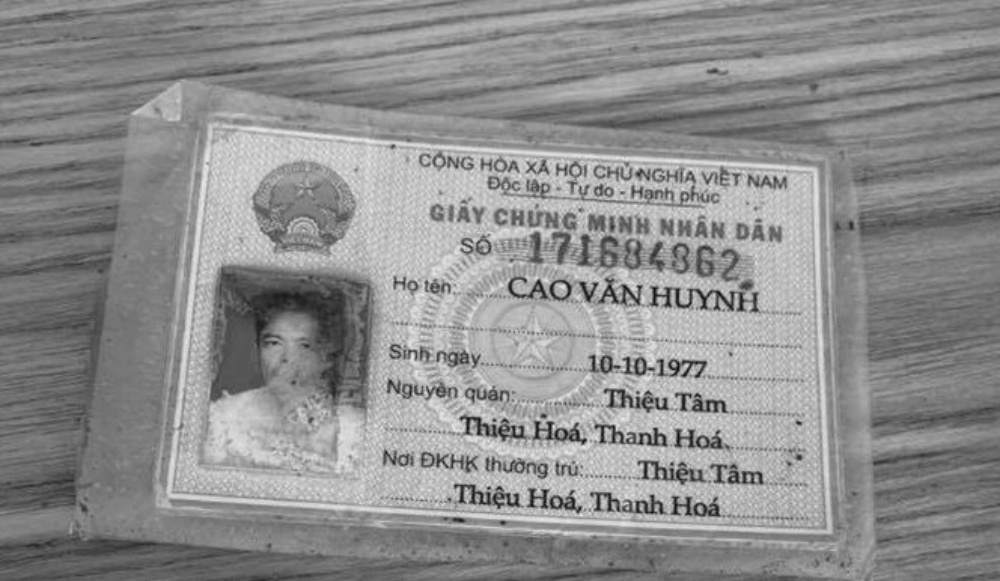 CỘNG HÒA XÃ HỘI CHỦ NGHĨA VIỆT NAM
Độc lập - Tự do - Hạnh phúc
GIẤY CHỨNG MINH NHÂN DÂN
SỐ 171684862
Họ tên: CAO VĂN HUYNH
Sinh ngày 10-10-1977
Nguyên quán: Thiệu Tâm
Thiệu Hoá, Thanh Hoá
Nơi ĐKHK thường trú: Thiệu Tâm
Thiệu Hoá, Thanh Hoá